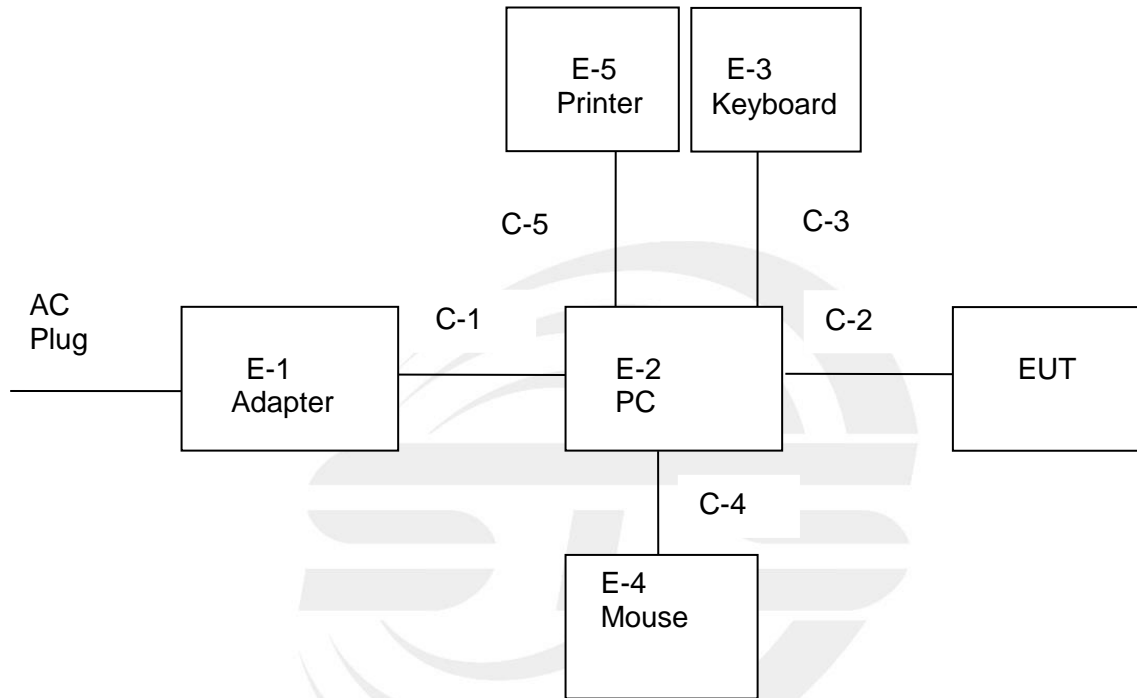 E-5
Printer
E-3
Keyboard
C-5
C-3
AC
Plug
C-1
C-2
E-1
Adapter
E-2
PC
EUT
C-4
E-4
Mouse